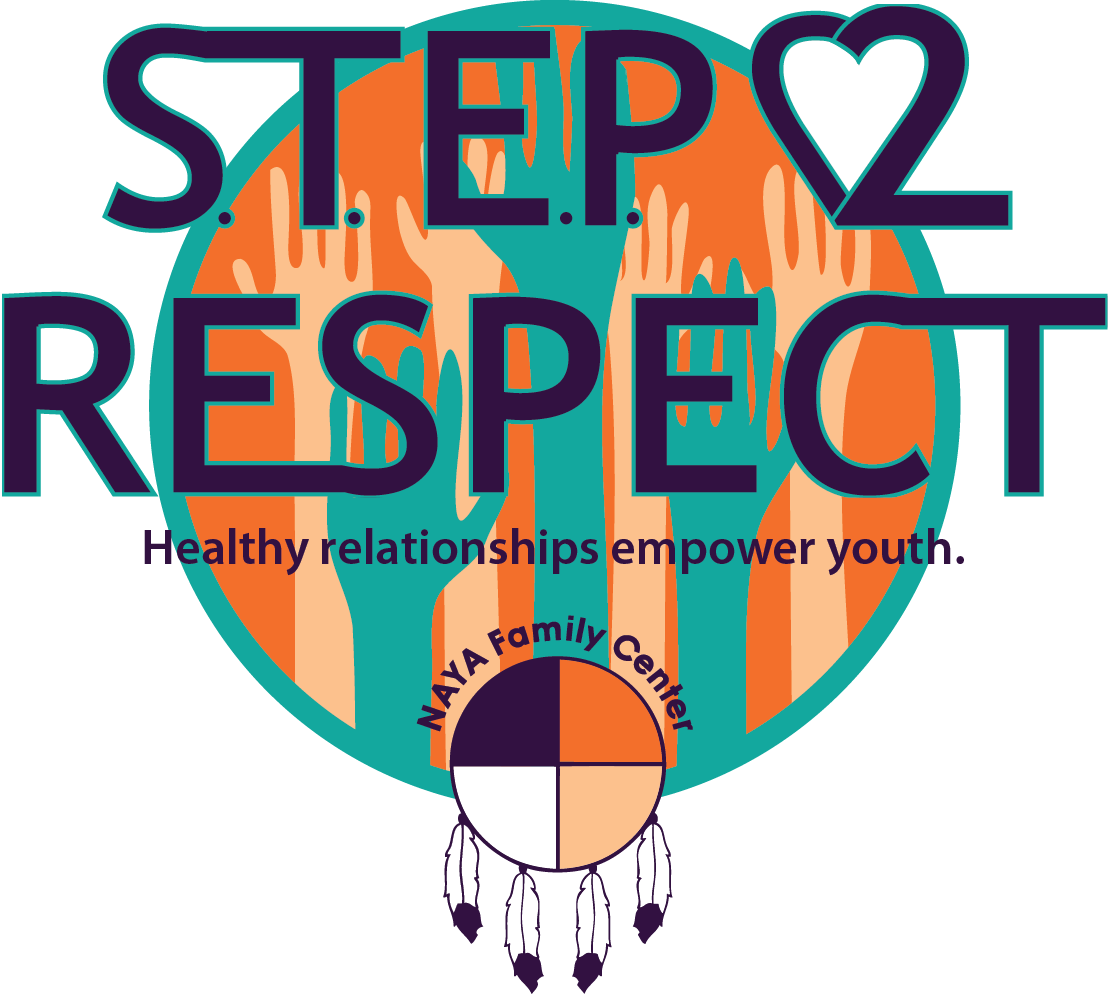 S.T.E.P. 2
RESPECT
Healthy relationships empower youth.
NAYA Family Center